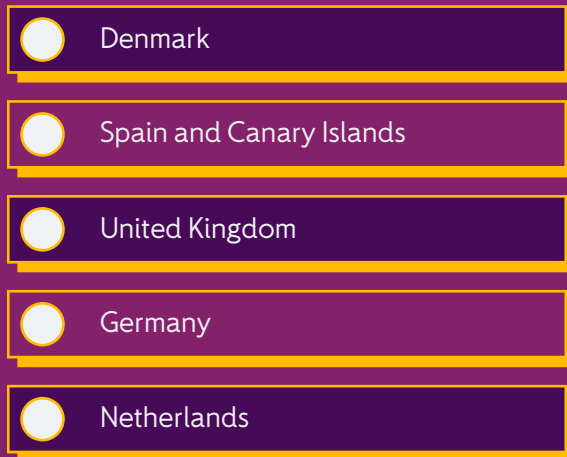 Denmark
Spain and Canary Islands
United Kingdom
Germany
Netherlands